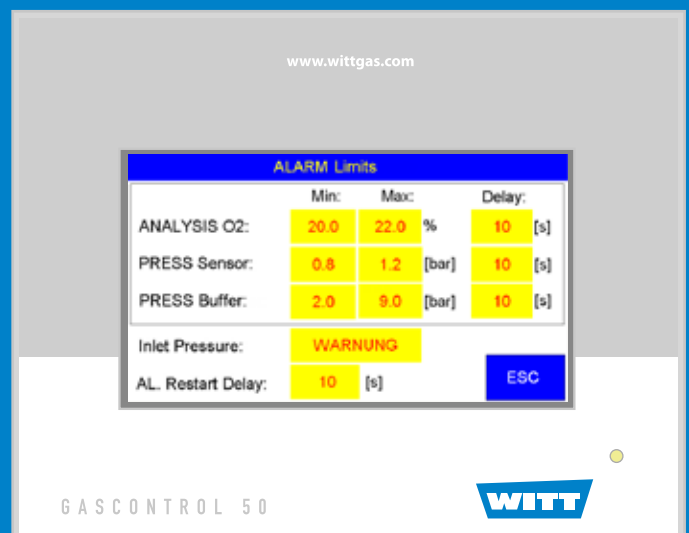 www.wittgas.com
ALARM Limits
Min: Max: Delay:
ANALYSIS O2: 20.0 22.0 % 10 [s]
PRESS Sensor: 0.8 1.2 [bar] 10 [s]
PRESS Buffer: 2.0 9.0 [bar] 10 [s]
Inlet Pressure: WARNUNG
AL. Restart Delay: 10 [s] ESC
GASCONTROL 50
WITT